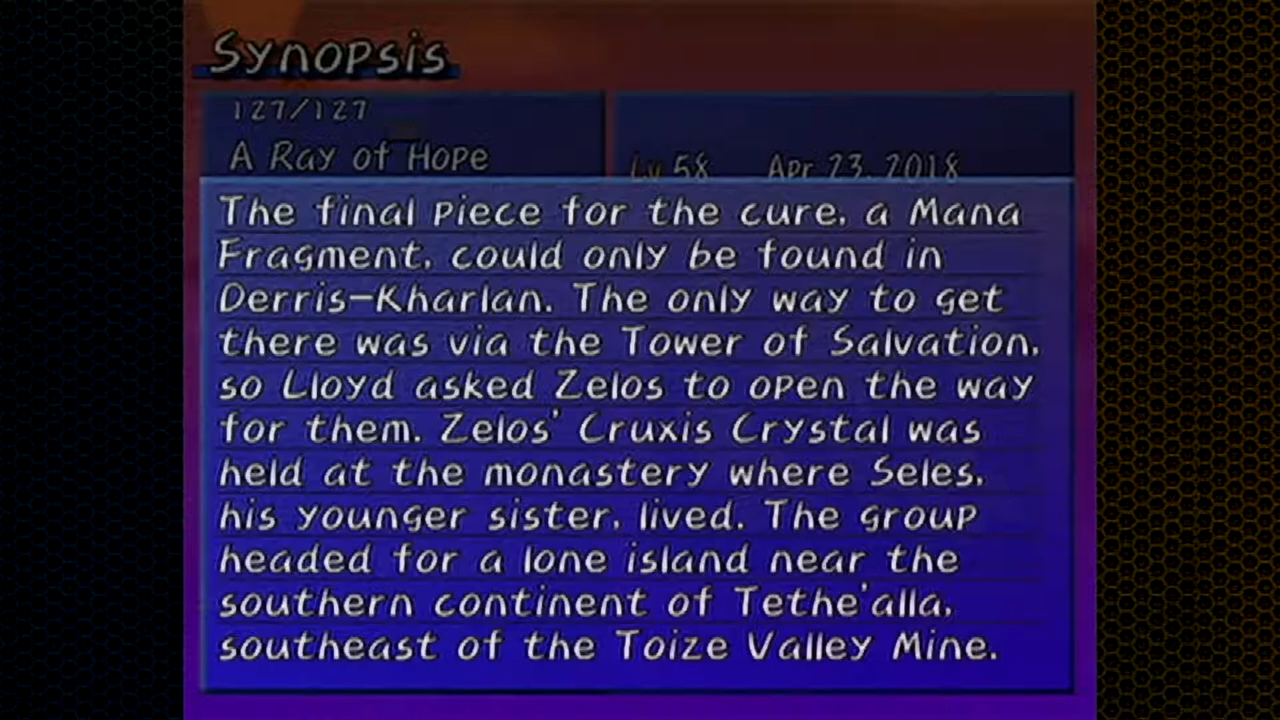 Synopsis
127/127
A Ray of Hope
Lv 58 Apr 23, 2018
The final piece for the cure, a Mana
Fragment, could only be found in
Derris-Kharlan. The only way to get
there was via the Tower of Salvation,
so Lloyd asked Zelos to open the way
for them. Zelos' Cruxis Crystal was
held at the monastery where Seles,
his younger sister, lived. The group
headed for a lone island near the
southern continent of Tethe'alla,
southeast of the Toize Valley Mine.